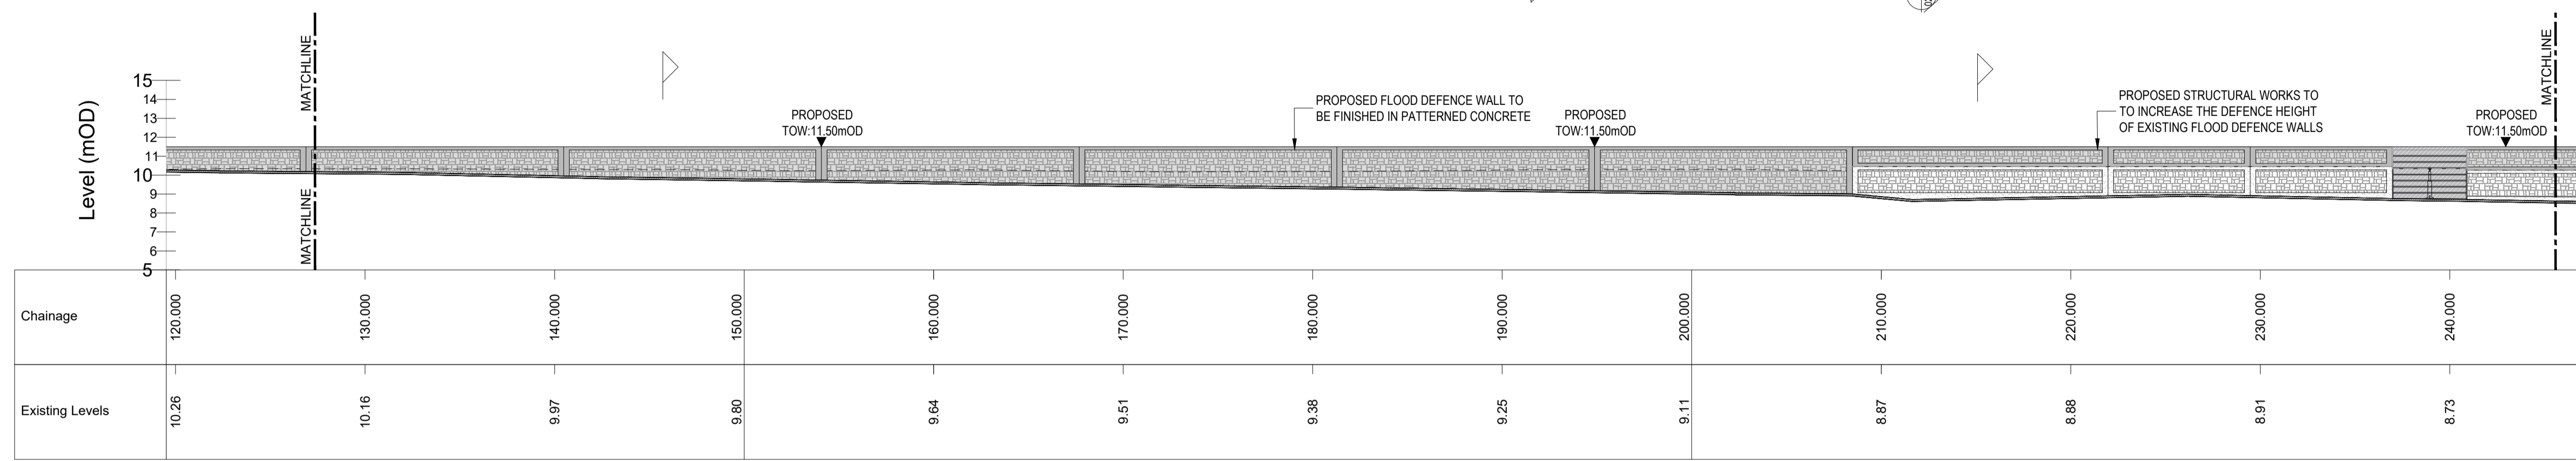 MATCHLINE
MATCHLINE
MATCHLINE
Level (mOD)
15
14
13
12
11
10
9
8
7
6
5
PROPOSED
TOW:11.50mOD
PROPOSED FLOOD DEFENCE WALL TO
BE FINISHED IN PATTERNED CONCRETE
PROPOSED
TOW:11.50mOD
PROPOSED STRUCTURAL WORKS TO
TO INCREASE THE DEFENCE HEIGHT
OF EXISTING FLOOD DEFENCE WALLS
PROPOSED
TOW:11.50mOD
Chainage
120.000
130.000
140.000
150.000
160.000
170.000
180.000
190.000
200.000
210.000
220.000
230.000
240.000
Existing Levels
10.26
10.16
9.97
9.80
9.64
9.51
9.38
9.25
9.11
8.87
8.88
8.91
8.73